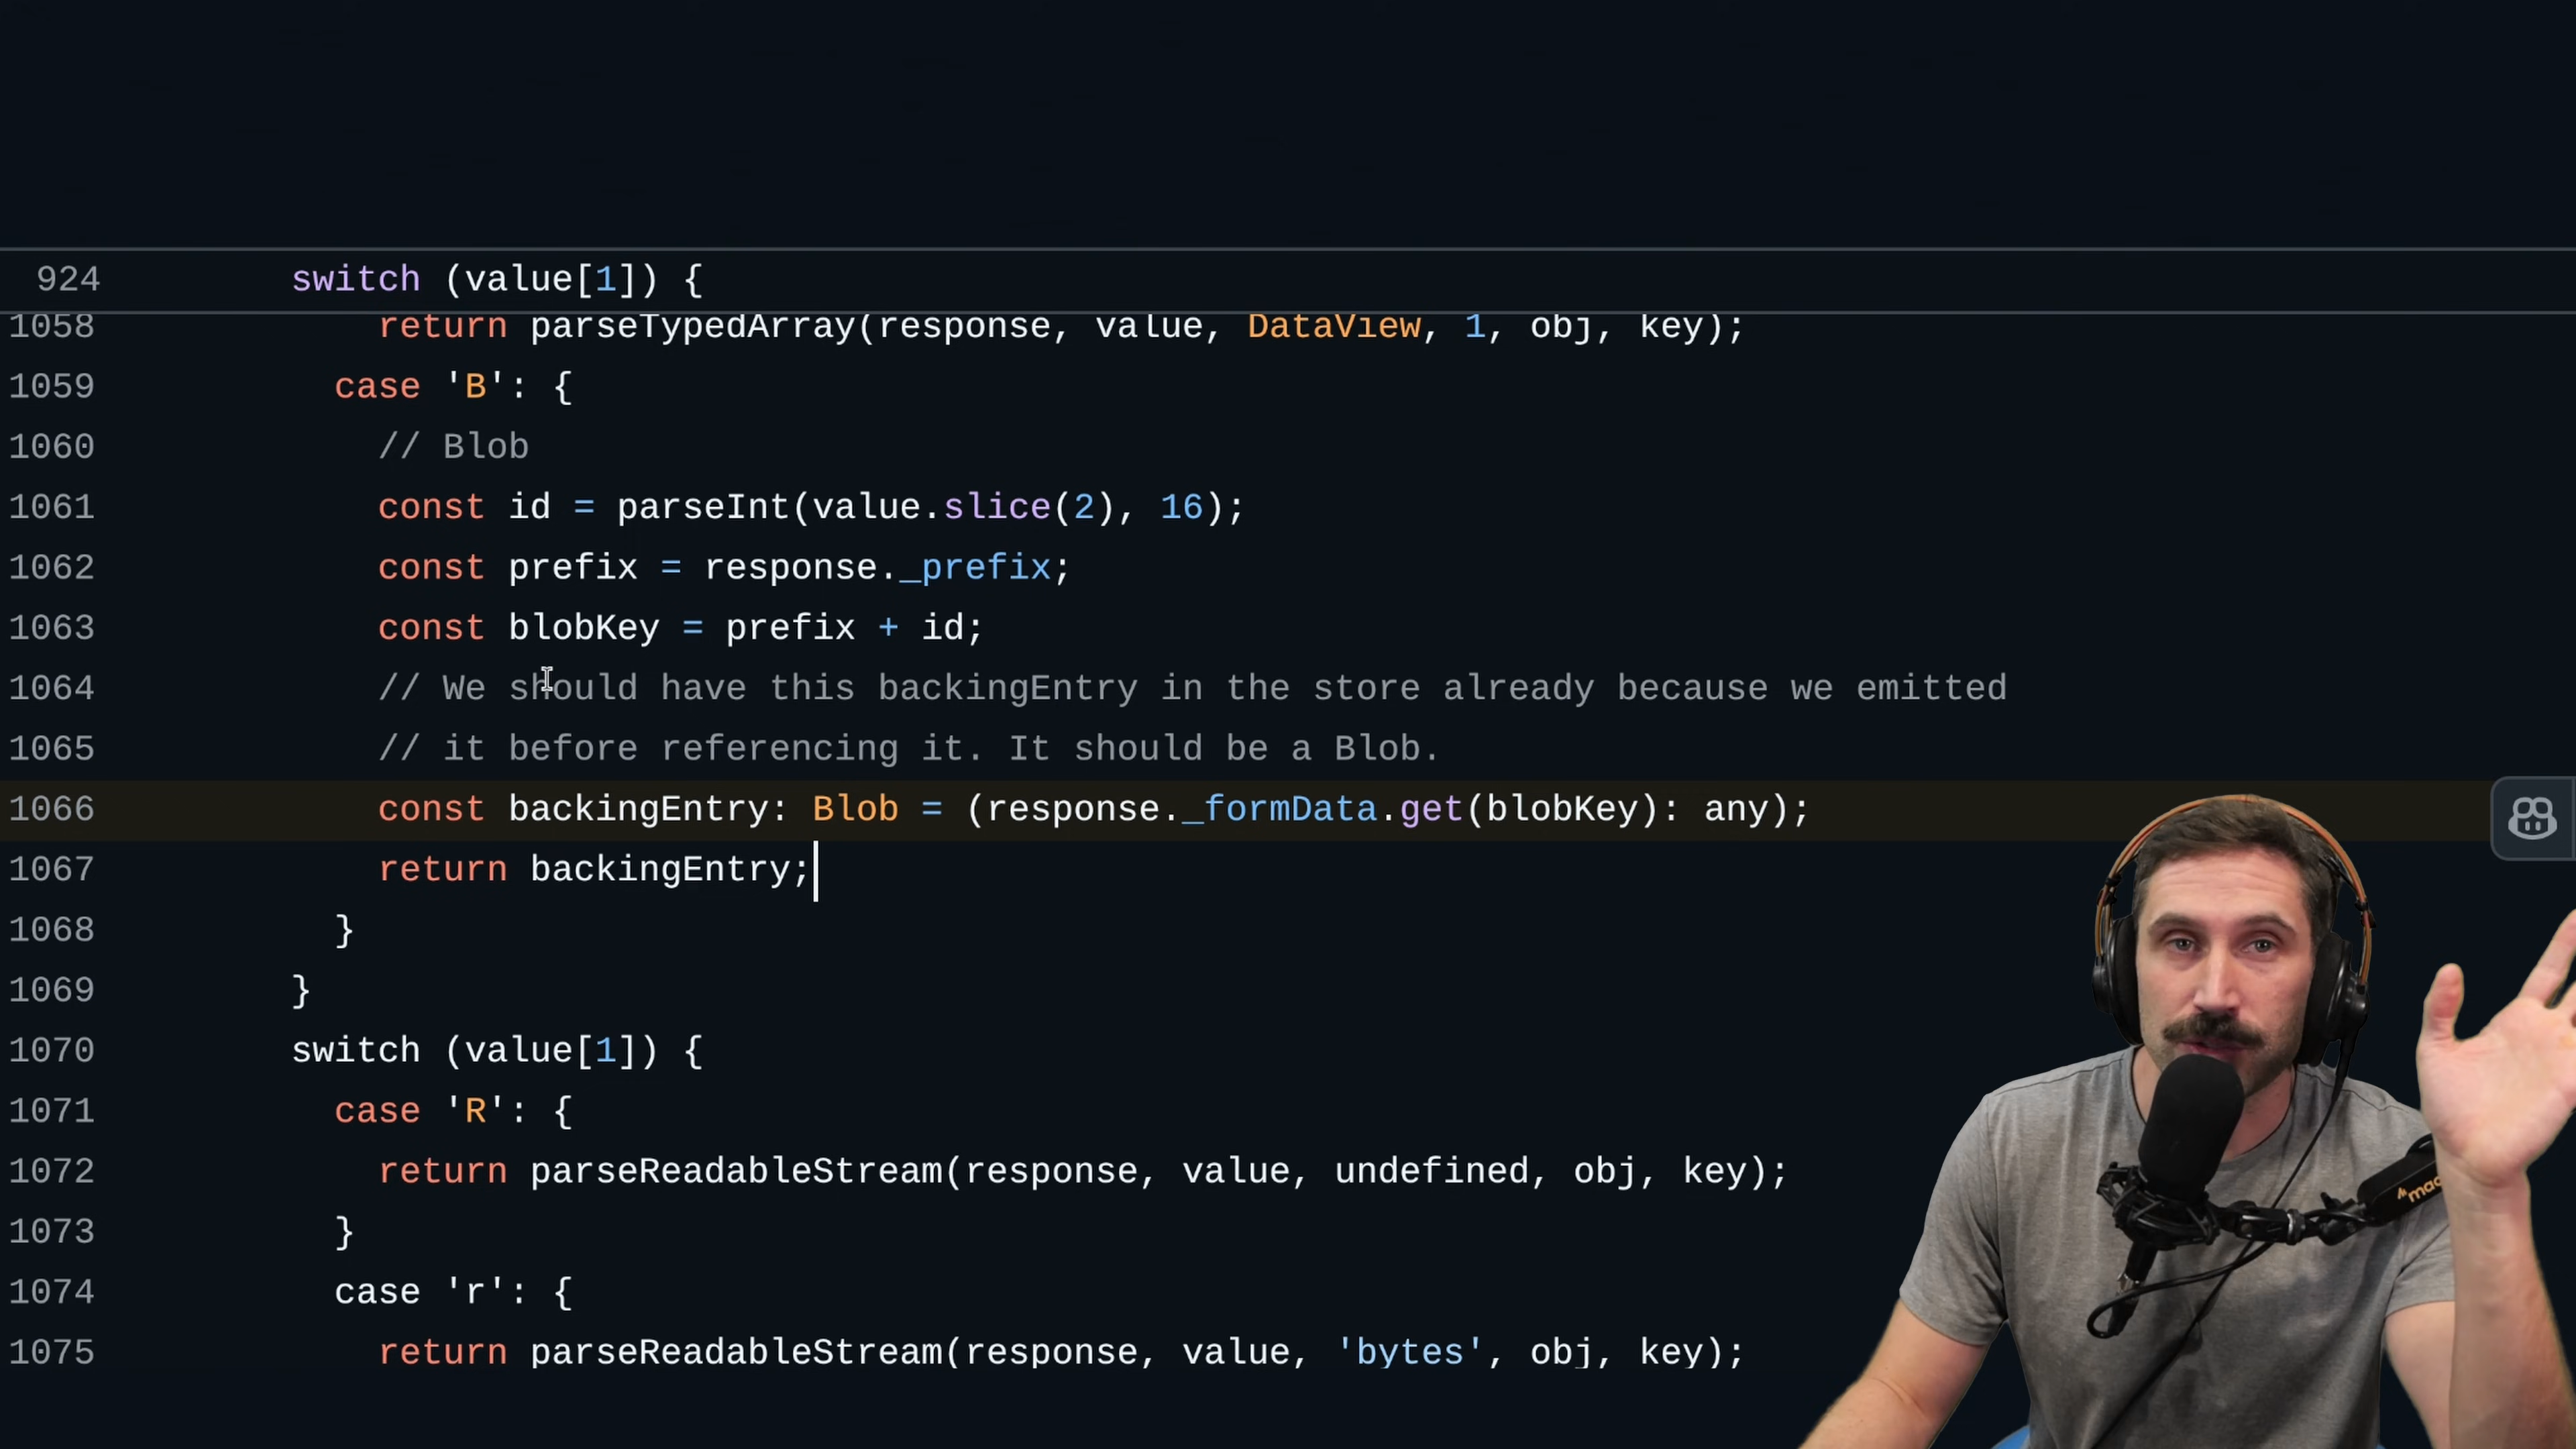 924 switch (value[1]) {
1058 return parseTypedArray(response, value, DataView, 1, obj, key);
1059 case 'B': {
1060 // Blob
1061 const id = parseInt(value.slice(2), 16);
1062 const prefix = response._prefix;
1063 const blobKey = prefix + id;
1064 // We should have this backingEntry in the store already because we emitted
1065 // it before referencing it. It should be a Blob.
1066 const backingEntry: Blob = (response._formData.get(blobKey): any);
1067 return backingEntry;
1068 }
1069 }
1070 switch (value[1]) {
1071 case 'R': {
1072 return parseReadableStream(response, value, undefined, obj, key);
1073 }
1074 case 'r': {
1075 return parseReadableStream(response, value, 'bytes', obj, key);